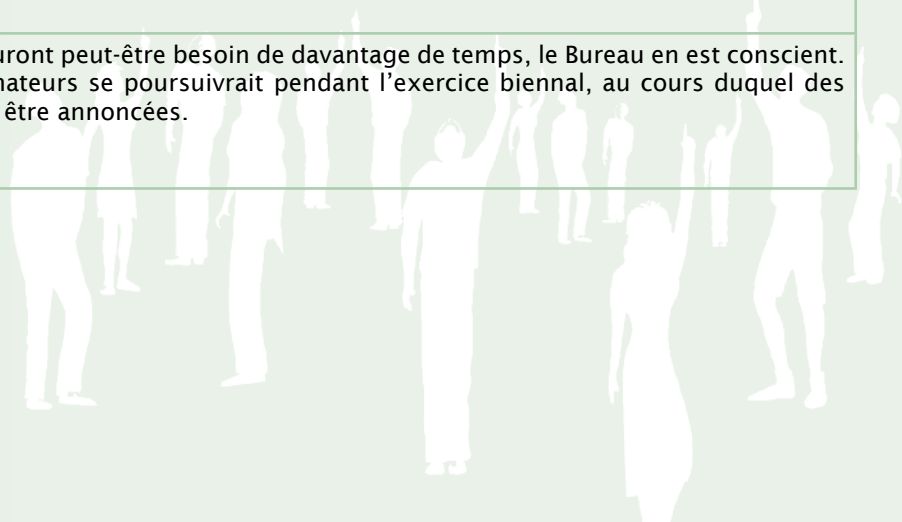 uront peut-être besoin de davantage de temps, le Bureau en est conscient.
nateurs se poursuivrait pendant l'exercice biennal, au cours duquel des
être annoncées.